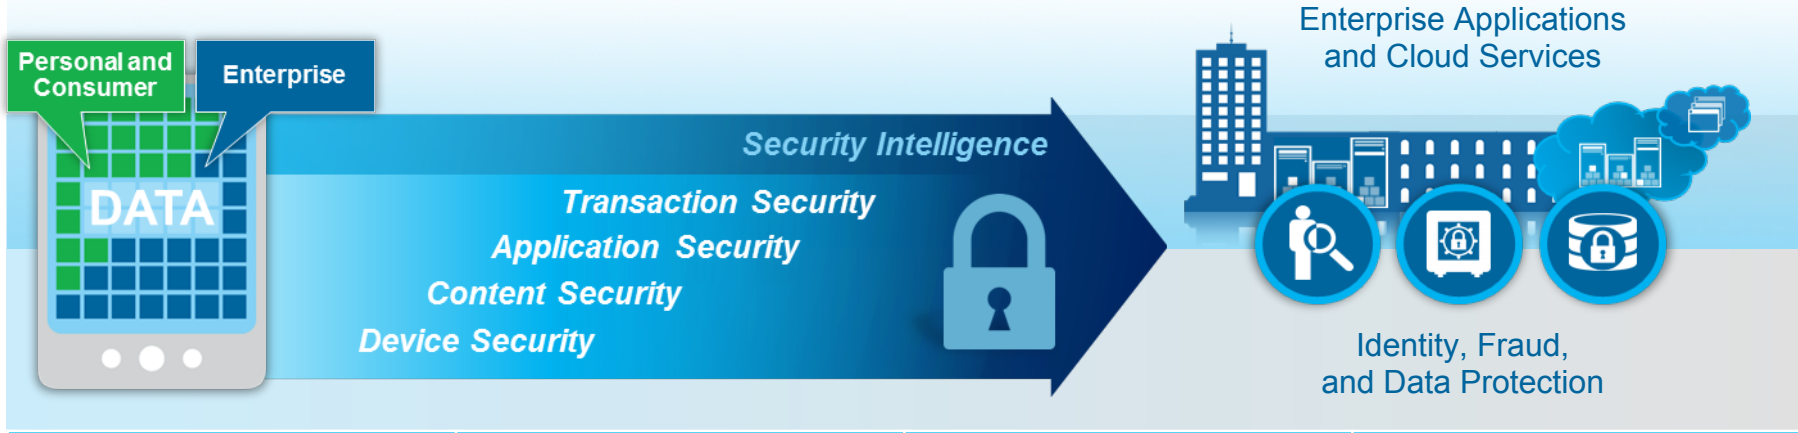 Personal and
Consumer
Enterprise
DATA
Security Intelligence
Transaction Security
Application Security
Content Security
Device Security
Enterprise Applications
and Cloud Services
Identity, Fraud,
and Data Protection